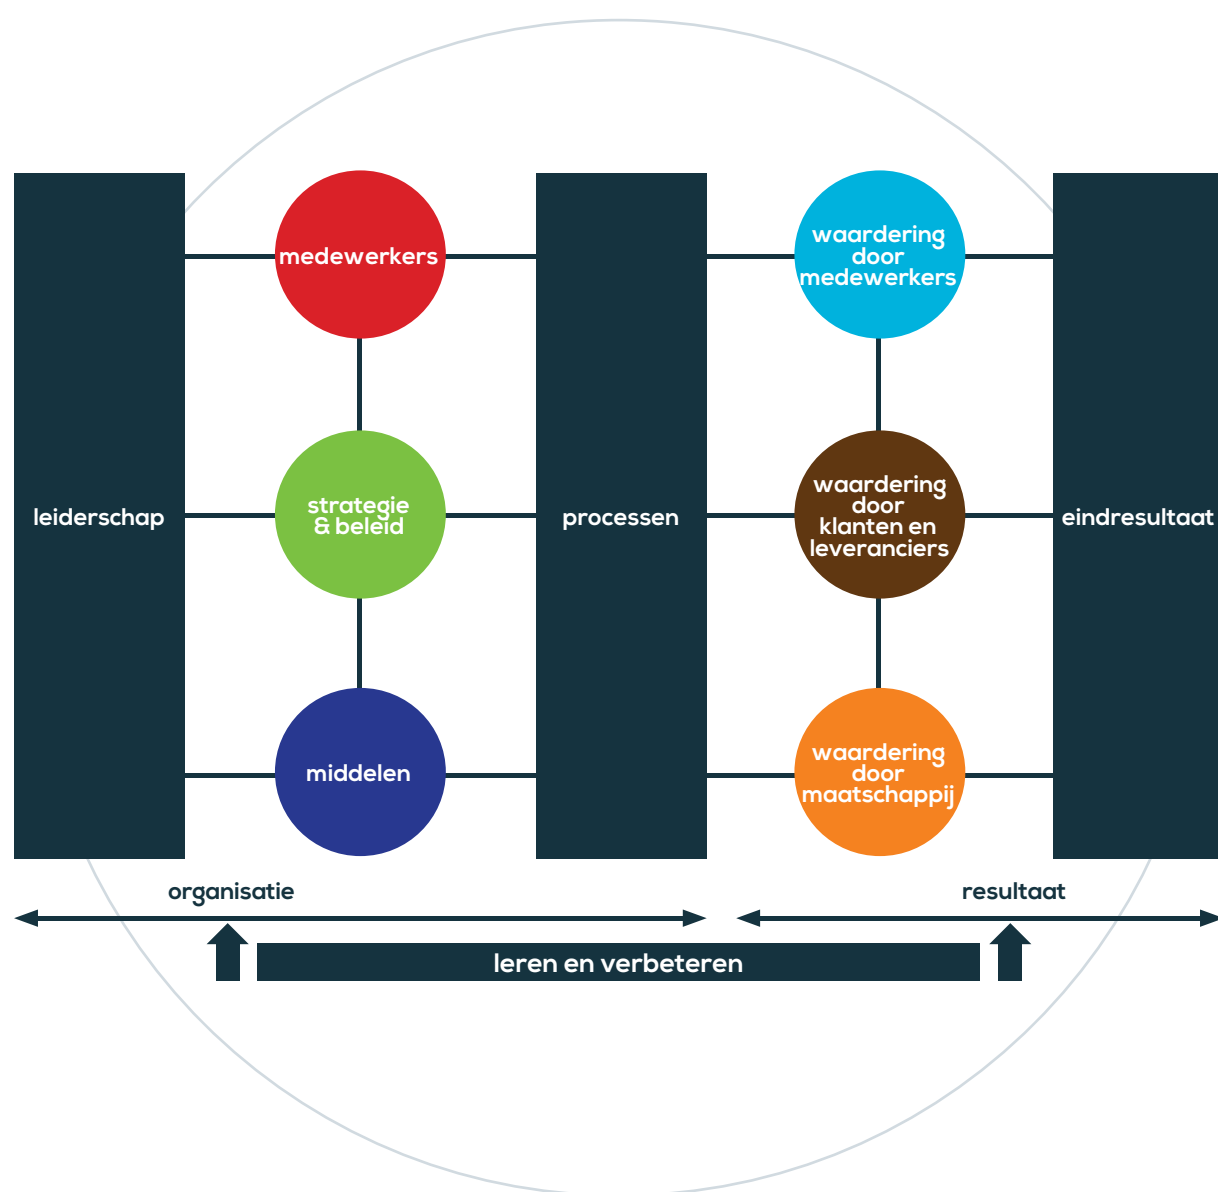 leiderschap
medewerkers
strategie
& beleid
middelen
processen
waardering
door
medewerkers
waardering
door
klanten en
leveranciers
waardering
door
maatschappij
eindresultaat
organisatie
resultaat
leren en verbeteren